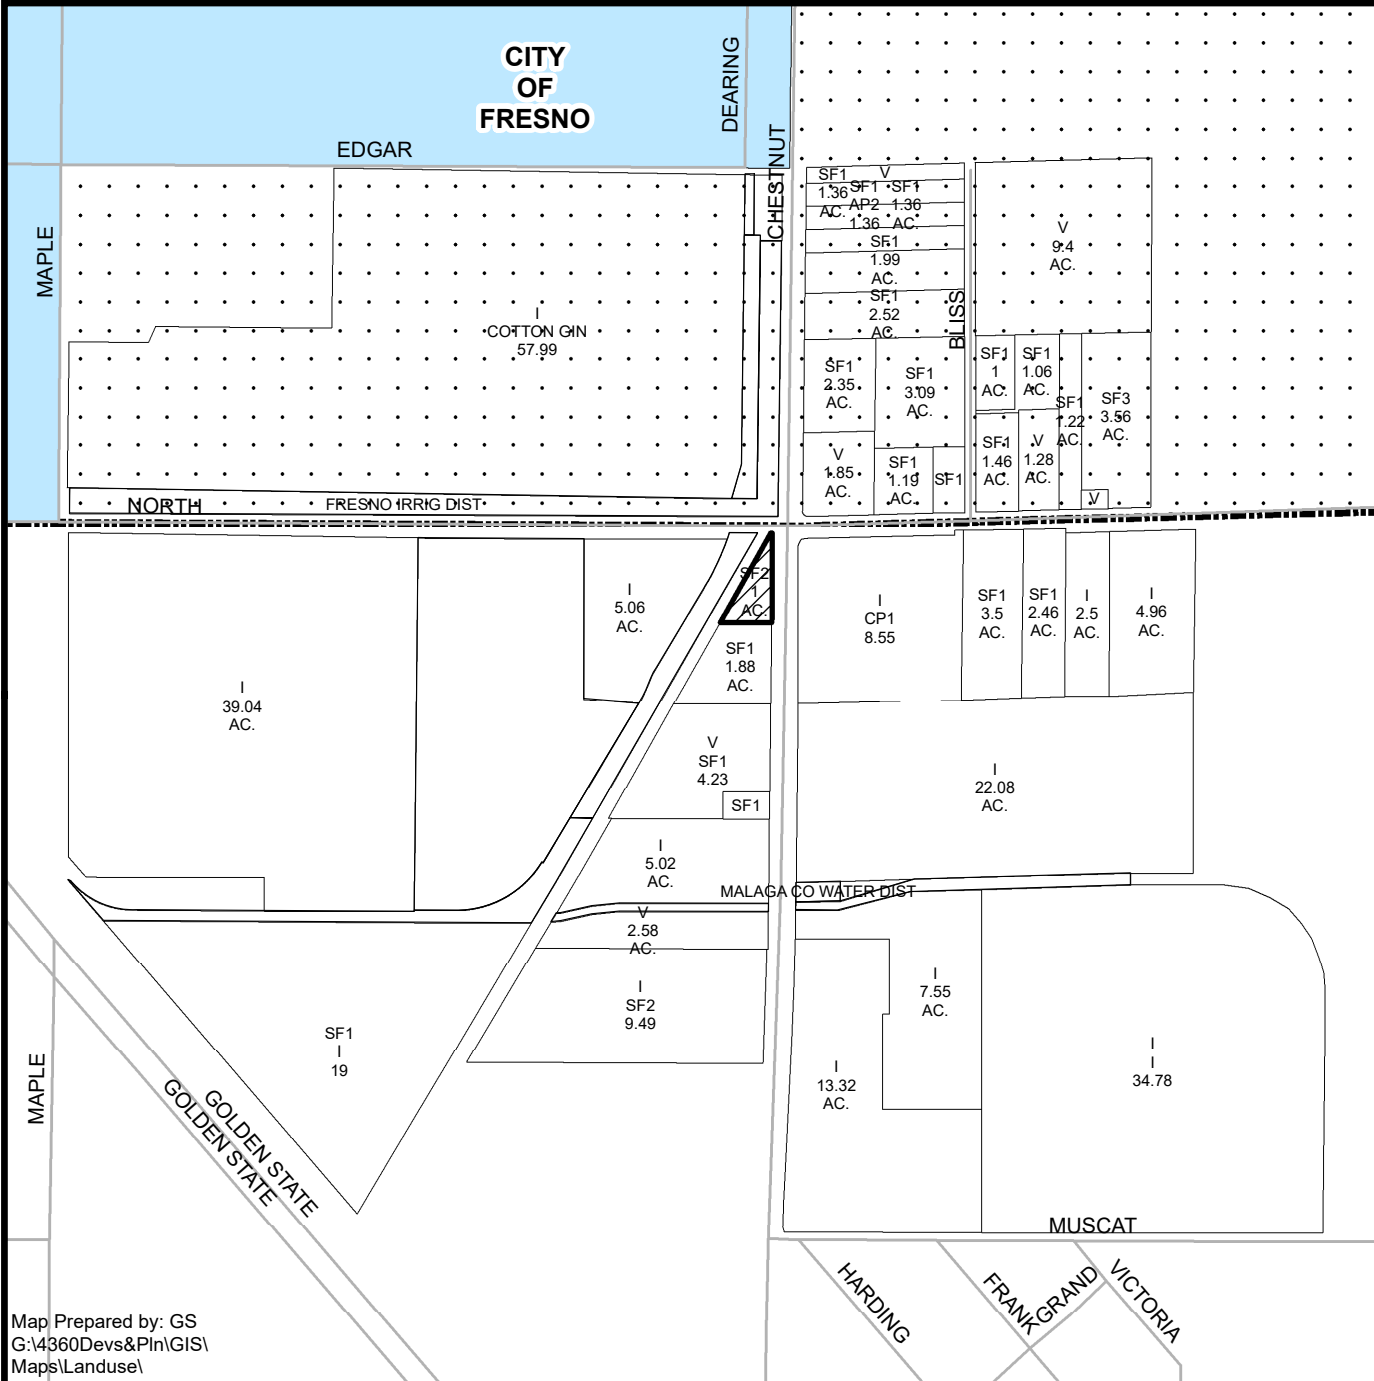 CITY
OF
FRESNO
DEARING
EDGAR
CHESTNUT
MAPLE
SF1
1.36
AC.
V
SF1
AP2
1.36
SF1
1.36
AC.
SF1
1.99
AC.
SF1
2.52
AC.
BLISS
V
9.4
AC.
I
COTTON GIN
57.99
SF1
2.35
AC.
SF1
3.09
AC.
SF1
1
AC.
SF1
1.06
AC.
SF1
1.22
AC.
SF3
3.56
AC.
V
1.85
AC.
SF1
1.19
AC.
SF1
SF1
1.46
AC.
V
1.28
AC.
V
NORTH
FRESNO IRRIG DIST
I
39.04
AC.
I
5.06
AC.
SF2
1
AC.
SF1
1.88
AC.
I
CP1
8.55
SF1
3.5
AC.
SF1
2.46
AC.
I
2.5
AC.
I
4.96
AC.
V
SF1
4.23
SF1
I
22.08
AC.
I
5.02
AC.
MALAGA CO WATER DIST
V
2.58
AC.
I
SF2
9.49
I
7.55
AC.
SF1
I
19
I
13.32
AC.
I
I
34.78
MAPLE
GOLDEN STATE
GOLDEN STATE
MUSCAT
HARDING
FRANK
GRAND
VICTORIA
Map Prepared by: GS
G:\4360Devs&Pln\GIS\
Maps\Landuse\